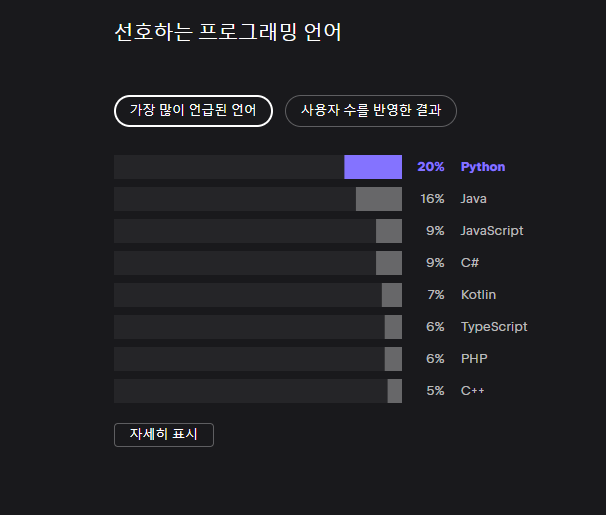 선호하는 프로그래밍 언어
가장 많이 언급된 언어
사용자 수를 반영한 결과
20% Python
16% Java
9% JavaScript
9% C#
7% Kotlin
6% TypeScript
6% PHP
5% C++
자세히 표시